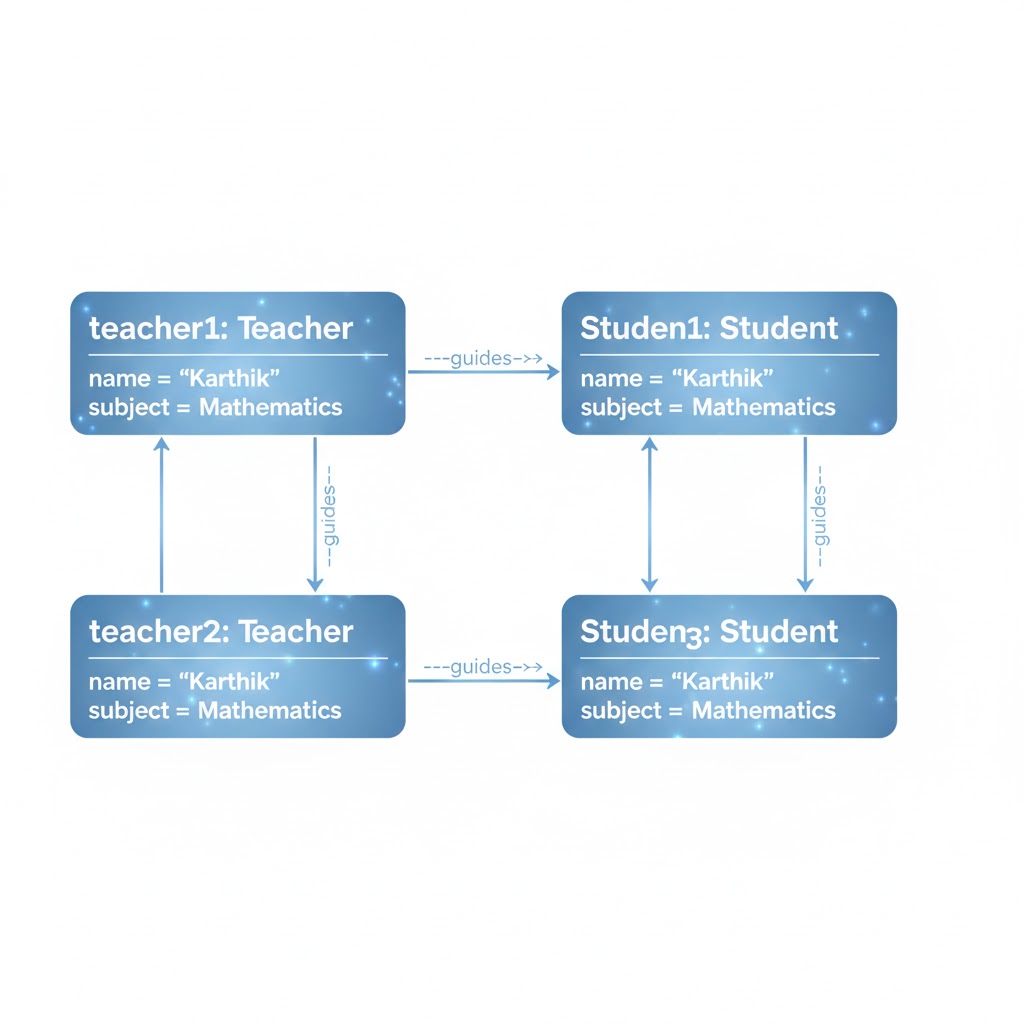 teacher1: Teacher
name = “Karthik”
subject = Mathematics
---guides->>
Studen1: Student
name = “Karthik”
subject = Mathematics
---guides---
---guides---
teacher2: Teacher
name = “Karthik”
subject = Mathematics
---guides->>
Studen3: Student
name = “Karthik”
subject = Mathematics